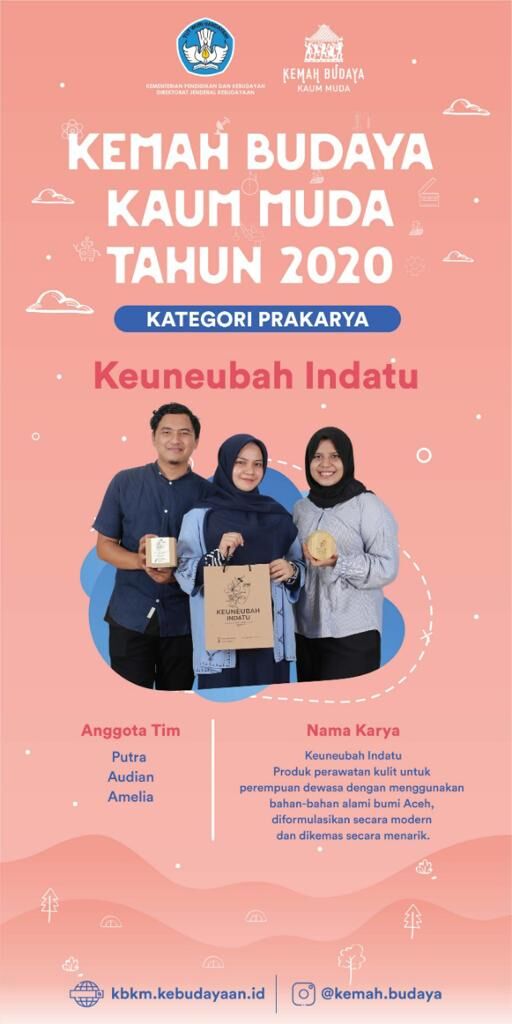 TUT WURI HANDAYANI
KEMENTERIAN PENDIDIKAN DAN KEBUDAYAAN
DIREKTORAT JENDERAL KEBUDAYAAN
KEMAH BUDAYA
KAUM MUDA
KEMAH BUDAYA
KAUM MUDA
TAHUN 2020
KATEGORI PRAKARYA
Keuneubah Indatu
KEUNEUBAH
INDATU
Anggota Tim
Putra
Audian
Amelia
Nama Karya
Keuneubah Indatu
Produk perawatan kulit untuk
perempuan dewasa dengan menggunakan
bahan-bahan alami bumi Aceh,
diformulasikan secara modern
dan dikemas secara menarik.
kbkm.kebudayaan.id
@kemah.budaya